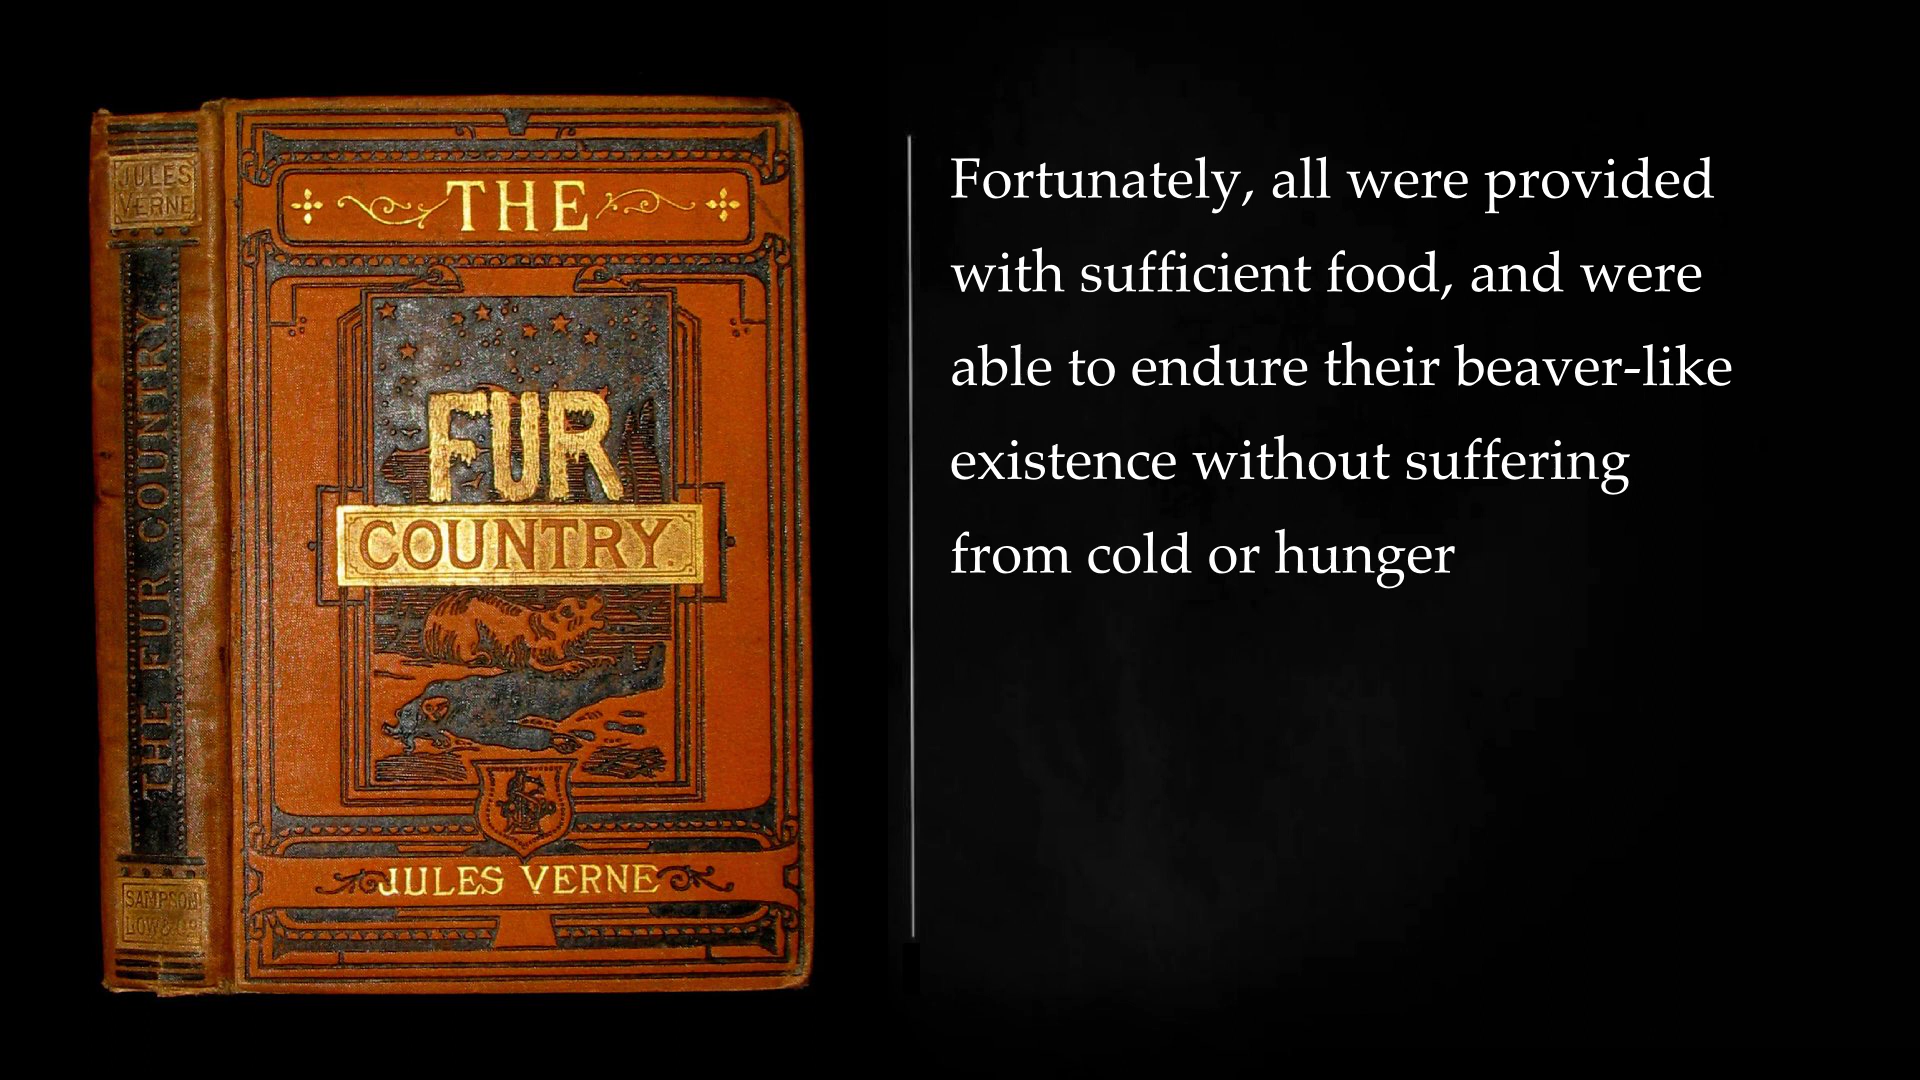 JULES
VERNE
THE FUR COUNTRY.
SAMPSON
LOW & Co
THE
FUR
COUNTRY.
JULES VERNE
Fortunately, all were provided
with sufficient food, and were
able to endure their beaver-like
existence without suffering
from cold or hunger